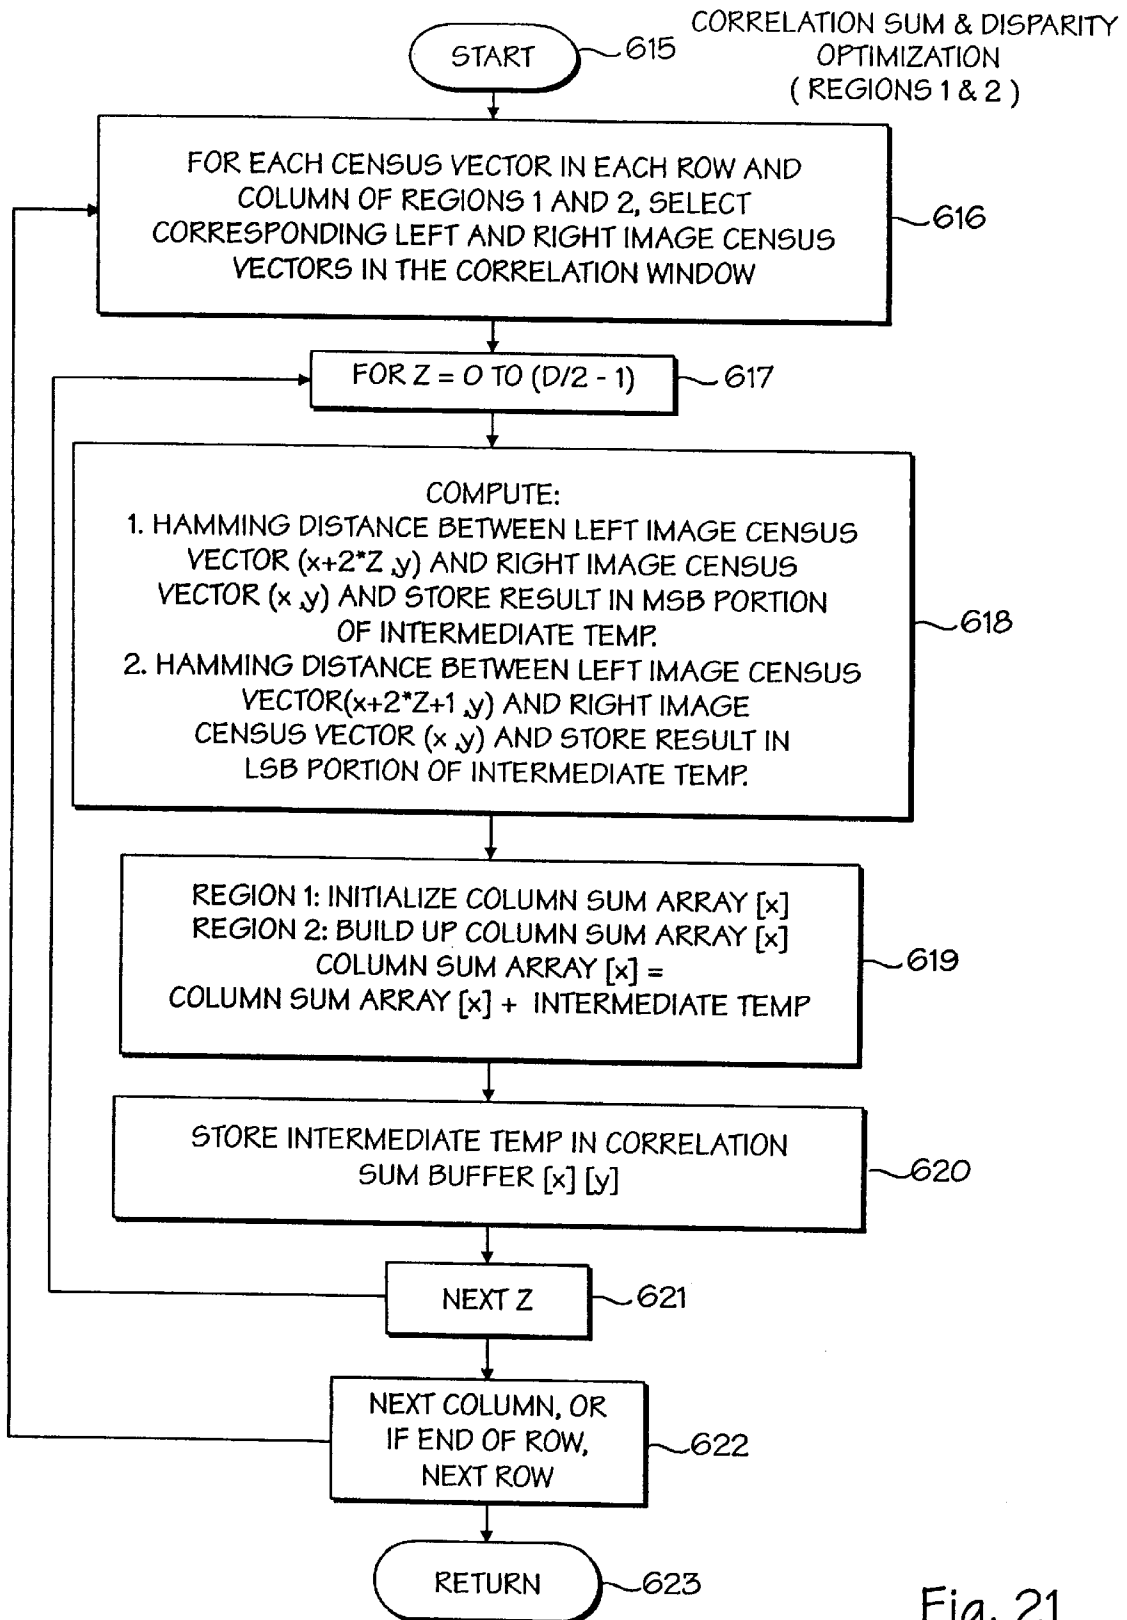 CORRELATION SUM & DISPARITY
OPTIMIZATION
( REGIONS 1 & 2 )
START
615
FOR EACH CENSUS VECTOR IN EACH ROW AND
COLUMN OF REGIONS 1 AND 2, SELECT
CORRESPONDING LEFT AND RIGHT IMAGE CENSUS
VECTORS IN THE CORRELATION WINDOW
616
FOR Z = 0 TO (D/2 - 1)
617
COMPUTE:
1. HAMMING DISTANCE BETWEEN LEFT IMAGE CENSUS
VECTOR (x+2*Z ,y) AND RIGHT IMAGE CENSUS
VECTOR (x ,y) AND STORE RESULT IN MSB PORTION
OF INTERMEDIATE TEMP.
2. HAMMING DISTANCE BETWEEN LEFT IMAGE CENSUS
VECTOR(x+2*Z+1 ,y) AND RIGHT IMAGE
CENSUS VECTOR (x ,y) AND STORE RESULT IN
LSB PORTION OF INTERMEDIATE TEMP.
618
REGION 1: INITIALIZE COLUMN SUM ARRAY [x]
REGION 2: BUILD UP COLUMN SUM ARRAY [x]
COLUMN SUM ARRAY [x] =
COLUMN SUM ARRAY [x] + INTERMEDIATE TEMP
619
STORE INTERMEDIATE TEMP IN CORRELATION
SUM BUFFER [x] [y]
620
NEXT Z
621
NEXT COLUMN, OR
IF END OF ROW,
NEXT ROW
622
RETURN
623
Fig. 21